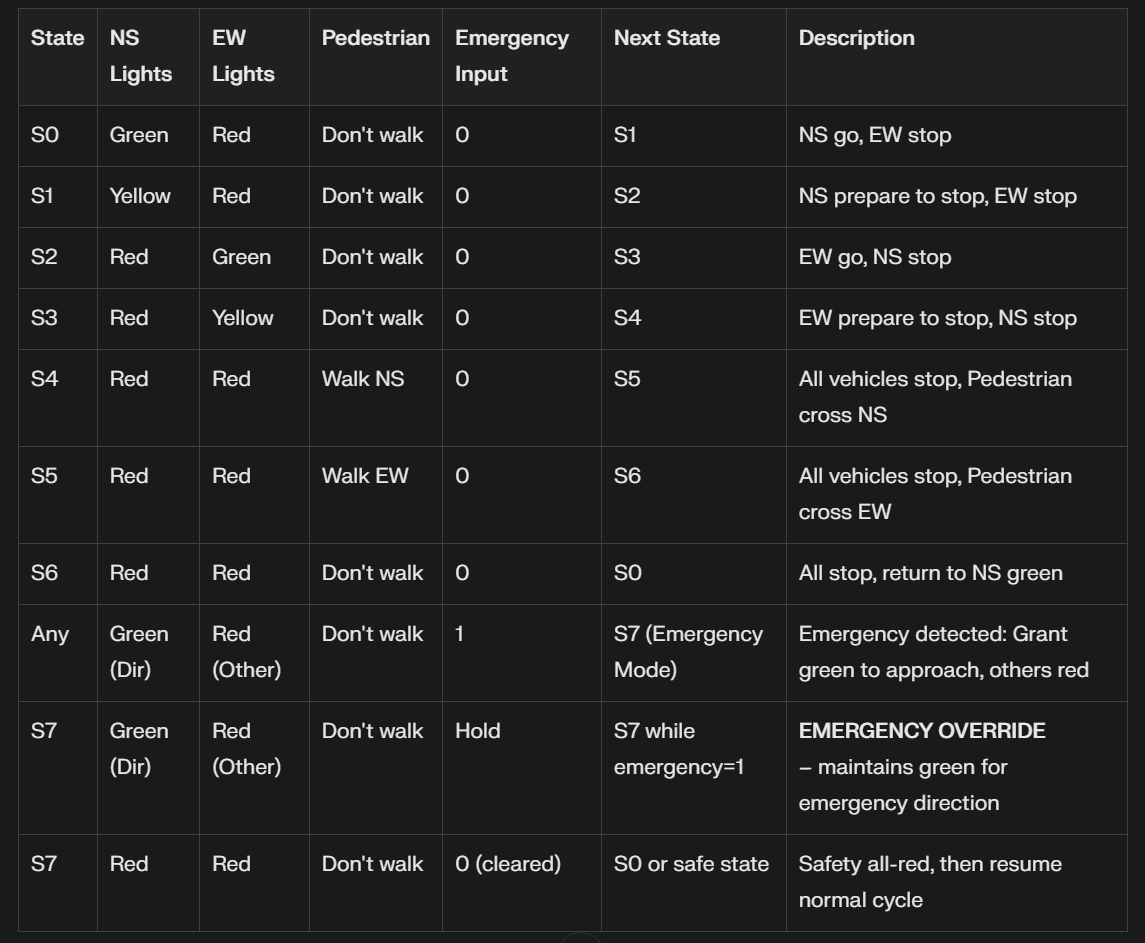 State NS Lights EW Lights Pedestrian Emergency Input Next State Description
S0 Green Red Don't walk 0 S1 NS go, EW stop
S1 Yellow Red Don't walk 0 S2 NS prepare to stop, EW stop
S2 Red Green Don't walk 0 S3 EW go, NS stop
S3 Red Yellow Don't walk 0 S4 EW prepare to stop, NS stop
S4 Red Red Walk NS 0 S5 All vehicles stop, Pedestrian cross NS
S5 Red Red Walk EW 0 S6 All vehicles stop, Pedestrian cross EW
S6 Red Red Don't walk 0 S0 All stop, return to NS green
Any Green (Dir) Red (Other) Don't walk 1 S7 (Emergency Mode) Emergency detected: Grant green to approach, others red
S7 Green (Dir) Red (Other) Don't walk Hold S7 while emergency=1 EMERGENCY OVERRIDE – maintains green for emergency direction
S7 Red Red Don't walk 0 (cleared) S0 or safe state Safety all-red, then resume normal cycle